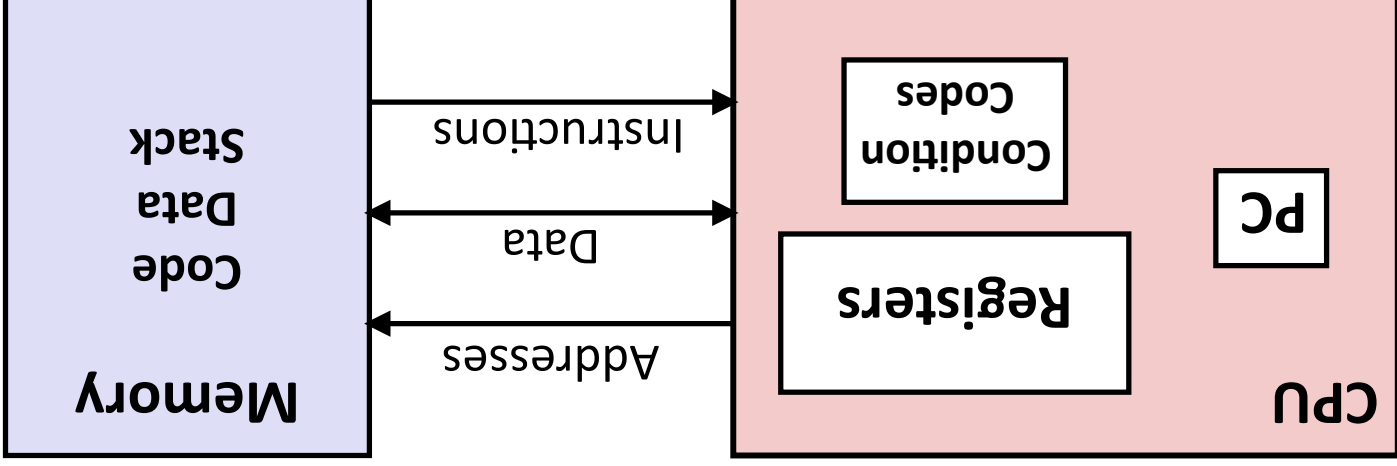 CPU
PC
Registers
Condition
Codes
Addresses
Data
Instructions
Memory
Code
Data
Stack